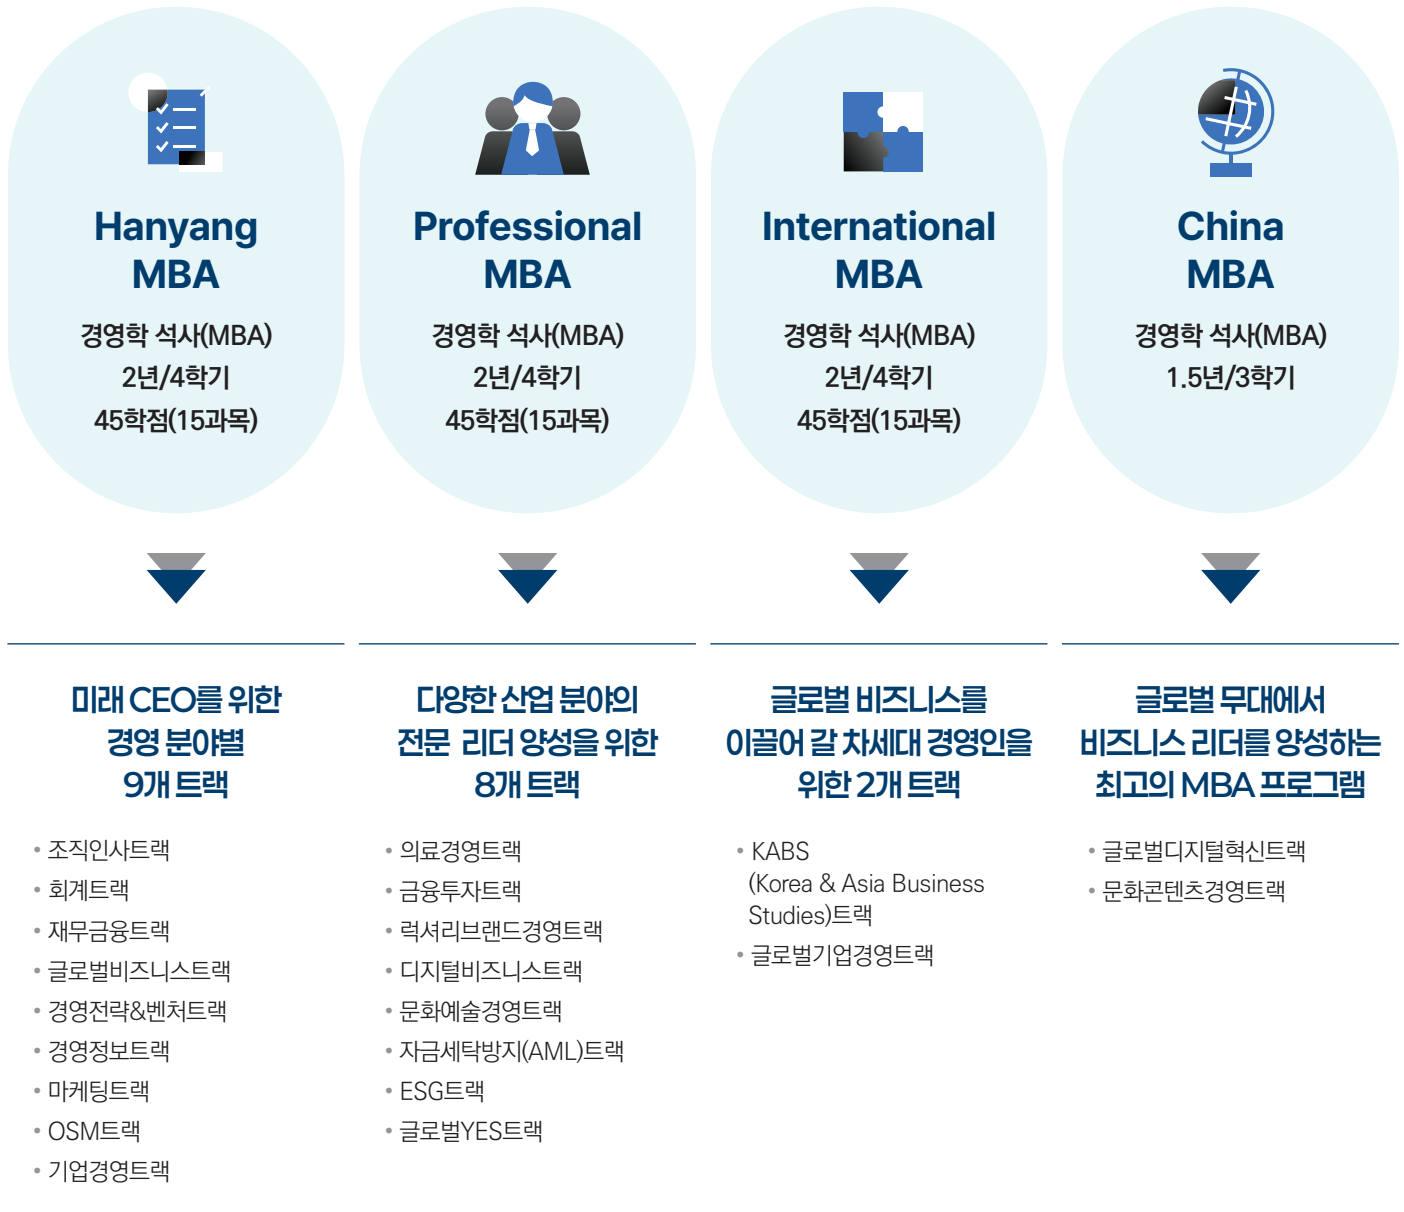 Hanyang
MBA
경영학 석사(MBA)
2년/4학기
45학점(15과목)
미래 CEO를 위한
경영 분야별
9개 트랙
• 조직인사트랙
• 회계트랙
• 재무금융트랙
• 글로벌비즈니스트랙
• 경영전략&벤처트랙
• 경영정보트랙
• 마케팅트랙
• OSM트랙
• 기업경영트랙
Professional
MBA
경영학 석사(MBA)
2년/4학기
45학점(15과목)
다양한 산업 분야의
전문 리더 양성을 위한
8개 트랙
• 의료경영트랙
• 금융투자트랙
• 럭셔리브랜드경영트랙
• 디지털비즈니스트랙
• 문화예술경영트랙
• 자금세탁방지(AML)트랙
• ESG트랙
• 글로벌YES트랙
International
MBA
경영학 석사(MBA)
2년/4학기
45학점(15과목)
글로벌 비즈니스를
이끌어 갈 차세대 경영인을
위한 2개 트랙
• KABS
(Korea & Asia Business
Studies)트랙
• 글로벌기업경영트랙
China
MBA
경영학 석사(MBA)
1.5년/3학기
글로벌 무대에서
비즈니스 리더를 양성하는
최고의 MBA 프로그램
• 글로벌디지털혁신트랙
• 문화콘텐츠경영트랙